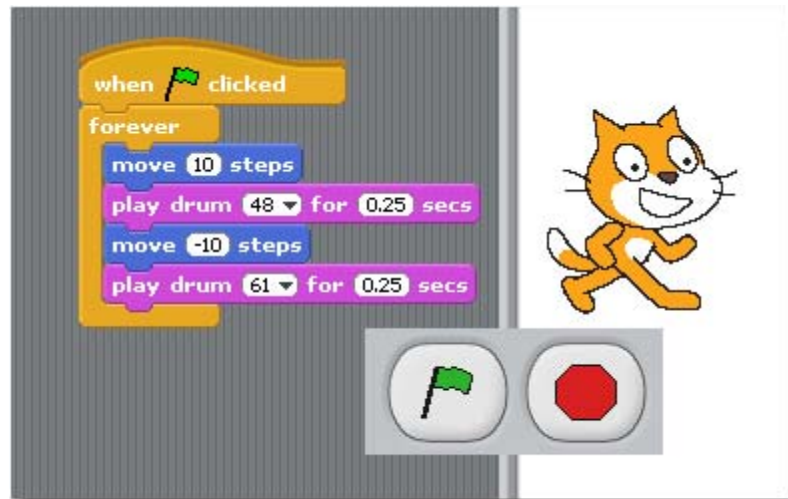 when clicked
forever
move 10 steps
play drum 48 for 0.25 secs
move -10 steps
play drum 61 for 0.25 secs